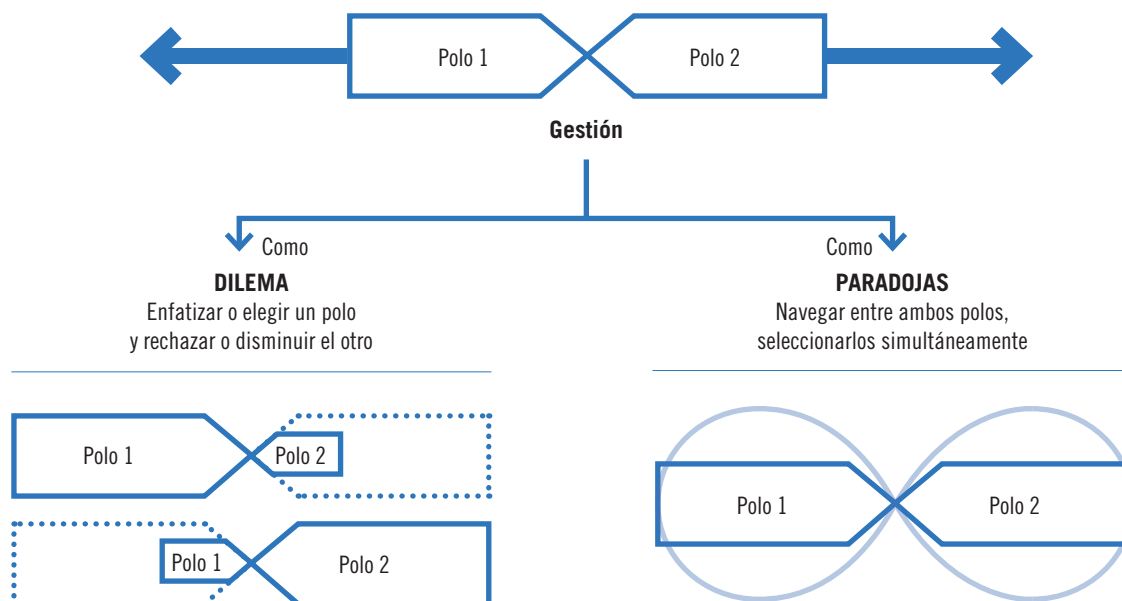 Polo 1
Polo 2
Gestión
Como
DILEMA
Enfatizar o elegir un polo
y rechazar o disminuir el otro
Como
PARADOJAS
Navegar entre ambos polos,
seleccionarlos simultáneamente
Polo 1
Polo 2
Polo 1
Polo 2
Polo 1
Polo 2